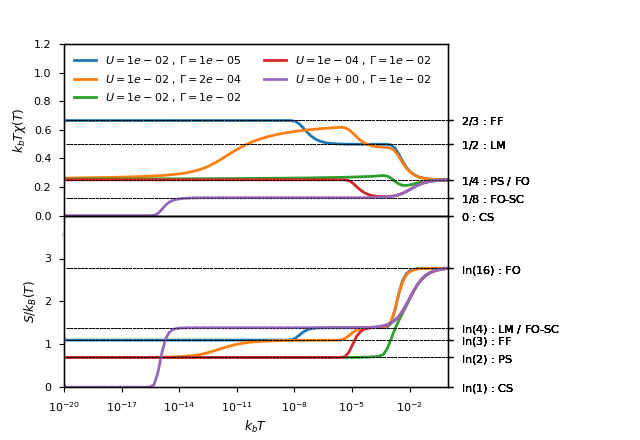 1.2
1.0
0.8
0.6
0.4
0.2
0.0
k_bTχ(T)
U = 1e − 02 , Γ = 1e − 05
U = 1e − 02 , Γ = 2e − 04
U = 1e − 02 , Γ = 1e − 02
U = 1e − 04 , Γ = 1e − 02
U = 0e + 00 , Γ = 1e − 02
2/3 : FF
1/2 : LM
1/4 : PS / FO
1/8 : FO-SC
0 : CS
3
2
1
0
S/k_B(T)
ln(16) : FO
ln(4) : LM / FO-SC
ln(3) : FF
ln(2) : PS
ln(1) : CS
10^{−20} 10^{−17} 10^{−14} 10^{−11} 10^{−8} 10^{−5} 10^{−2}
k_bT